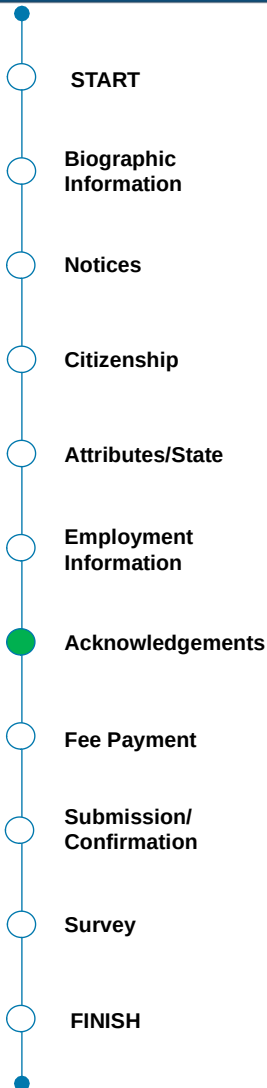 START
Biographic
Information
Notices
Citizenship
Attributes/State
Employment
Information
Acknowledgements
Fee Payment
Submission/
Confirmation
Survey
FINISH